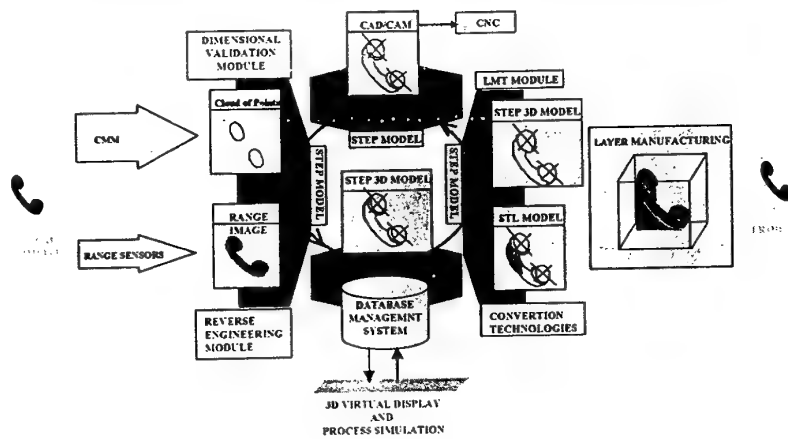 DIMENSIONAL
VALIDATION
MODULE
CAD/CAM
CNC
LMT MODULE
Cloud of Points
CMM
STEP MODEL
STEP 3D MODEL
LAYER MANUFACTURING
STEP MODEL
STEP MODEL
STEP 3D MODEL
RANGE
IMAGE
STL MODEL
RANGE SENSORS
DATABASE
MANAGEMNT
SYSTEM
REVERSE
ENGINEERING
MODULE
CONVERTION
TECHNOLOGIES
3D VIRTUAL DISPLAY
AND
PROCESS SIMULATION